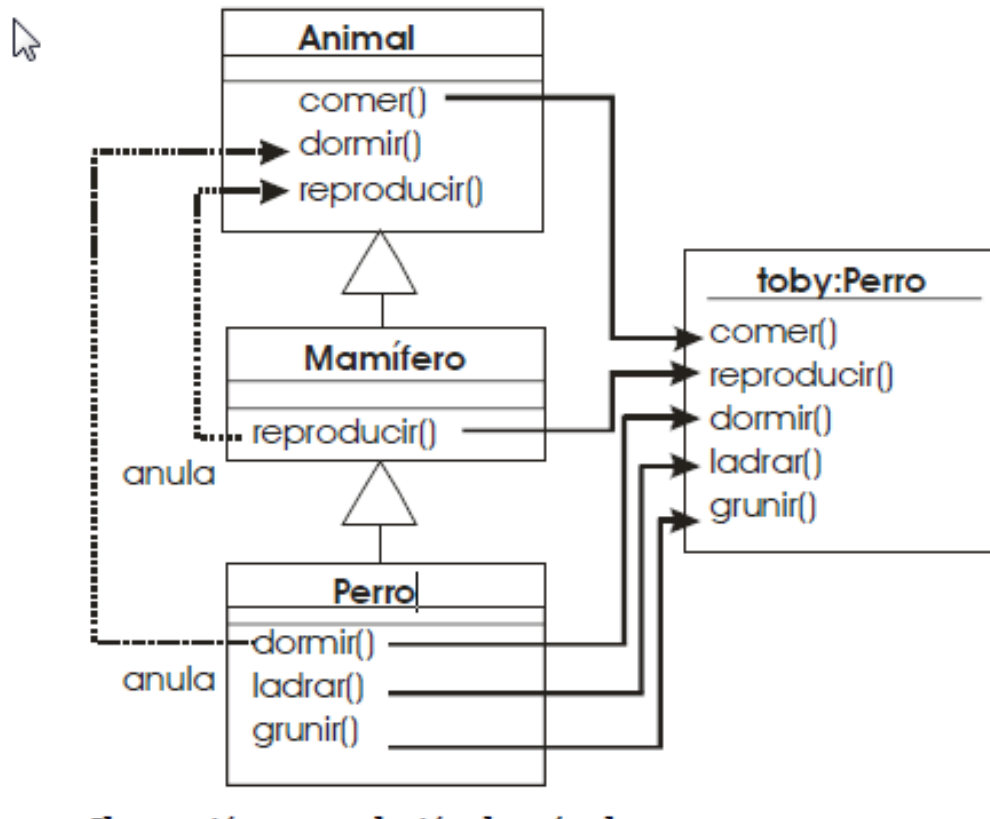 Animal
comer()
dormir()
reproducir()
Mamífero
reproducir()
anula
Perro
dormir()
anula
ladrar()
grunir()
toby:Perro
comer()
reproducir()
dormir()
ladrar()
grunir()